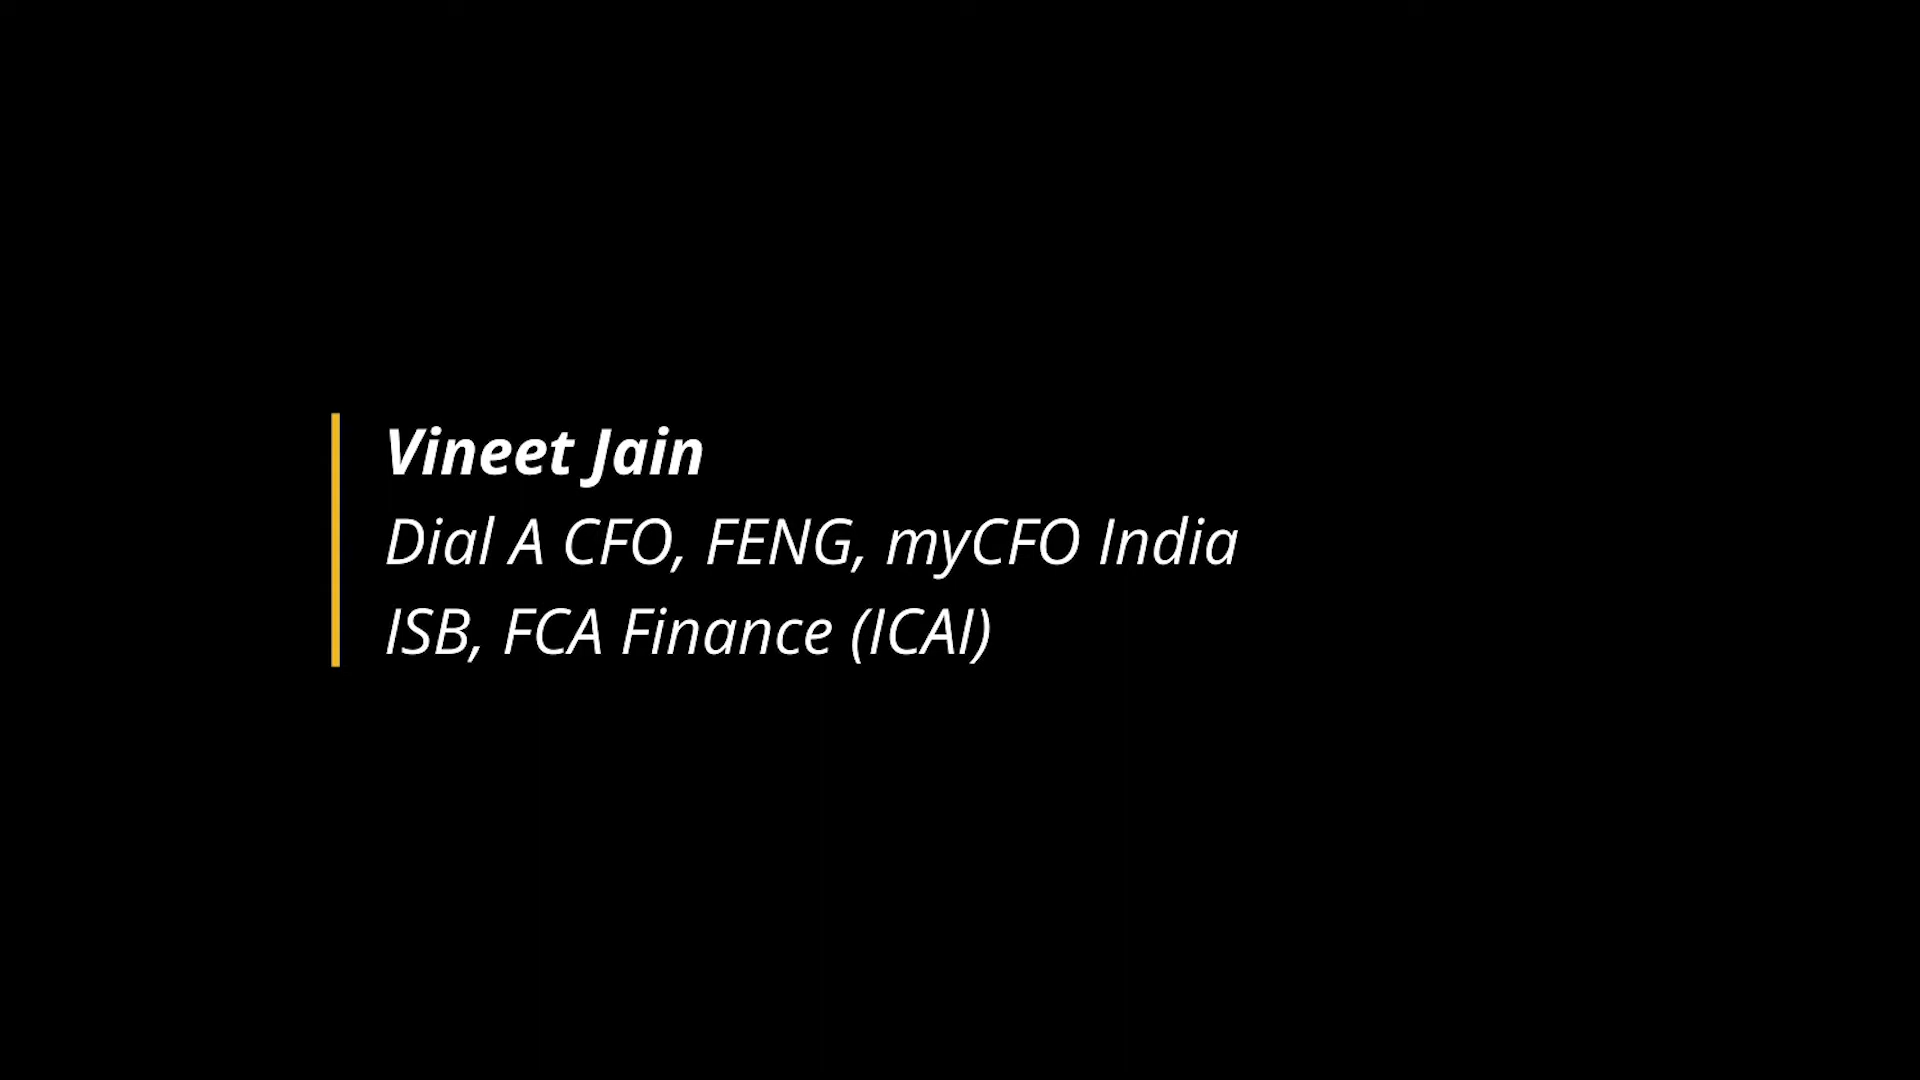 Vineet Jain
Dial A CFO, FENG, myCFO India
ISB, FCA Finance (ICAI)